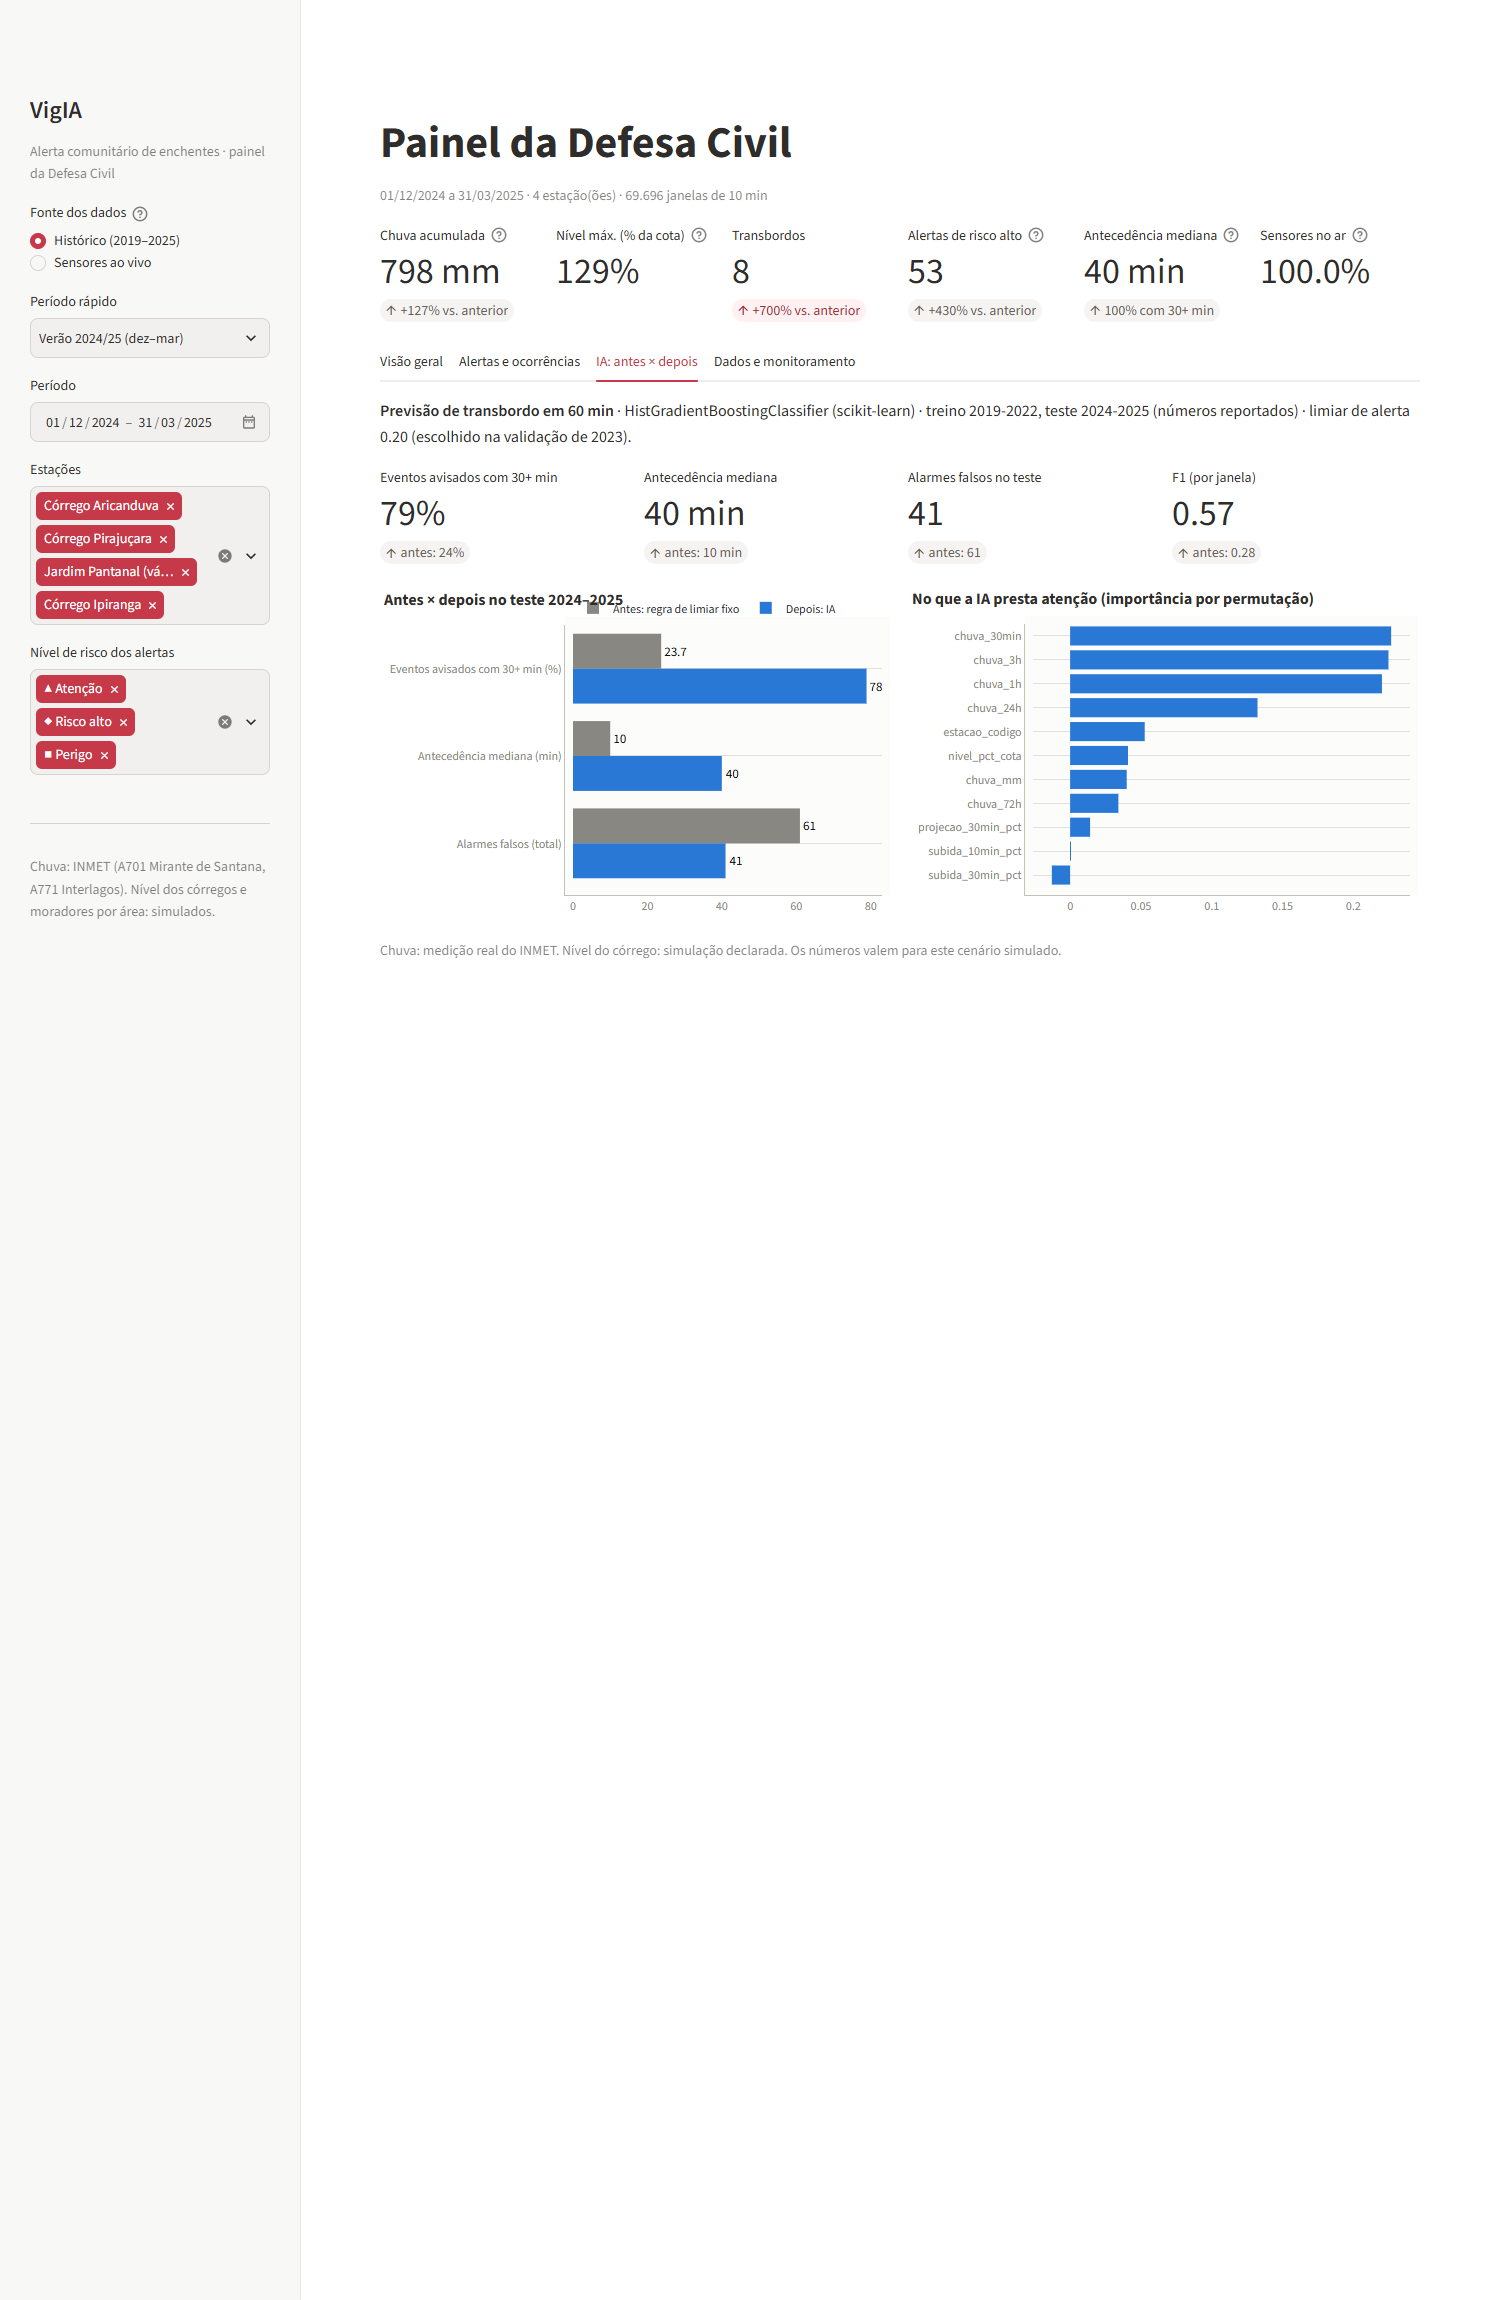 VigIA
Alerta comunitário de enchentes · painel
da Defesa Civil
Fonte dos dados
Histórico (2019–2025)
Sensores ao vivo
Período rápido
Verão 2024/25 (dez–mar)
Período
01 / 12 / 2024 – 31 / 03 / 2025
Estações
Córrego Aricanduva ×
Córrego Pirajuçara ×
Jardim Pantanal (vá… ×
Córrego Ipiranga ×
Nível de risco dos alertas
▲ Atenção ×
◆ Risco alto ×
■ Perigo ×
Chuva: INMET (A701 Mirante de Santana,
A771 Interlagos). Nível dos córregos e
moradores por área: simulados.
Painel da Defesa Civil
01/12/2024 a 31/03/2025 · 4 estação(ões) · 69.696 janelas de 10 min
Chuva acumulada
798 mm
↑ +127% vs. anterior
Nível máx. (% da cota)
129%
Transbordos
8
↑ +700% vs. anterior
Alertas de risco alto
53
↑ +430% vs. anterior
Antecedência mediana
40 min
↑ 100% com 30+ min
Sensores no ar
100.0%
Visão geral
Alertas e ocorrências
IA: antes × depois
Dados e monitoramento
Previsão de transbordo em 60 min · HistGradientBoostingClassifier (scikit-learn) · treino 2019-2022, teste 2024-2025 (números reportados) · limiar de alerta
0.20 (escolhido na validação de 2023).
Eventos avisados com 30+ min
79%
↑ antes: 24%
Antecedência mediana
40 min
↑ antes: 10 min
Alarmes falsos no teste
41
↑ antes: 61
F1 (por janela)
0.57
↑ antes: 0.28
Antes × depois no teste 2024–2025
Antes: regra de limiar fixo
Depois: IA
Eventos avisados com 30+ min (%)
23.7
78
Antecedência mediana (min)
10
40
Alarmes falsos (total)
61
41
0 20 40 60 80
No que a IA presta atenção (importância por permutação)
chuva_30min
chuva_3h
chuva_1h
chuva_24h
estacao_codigo
nivel_pct_cota
chuva_mm
chuva_72h
projecao_30min_pct
subida_10min_pct
subida_30min_pct
0 0.05 0.1 0.15 0.2
Chuva: medição real do INMET. Nível do córrego: simulação declarada. Os números valem para este cenário simulado.